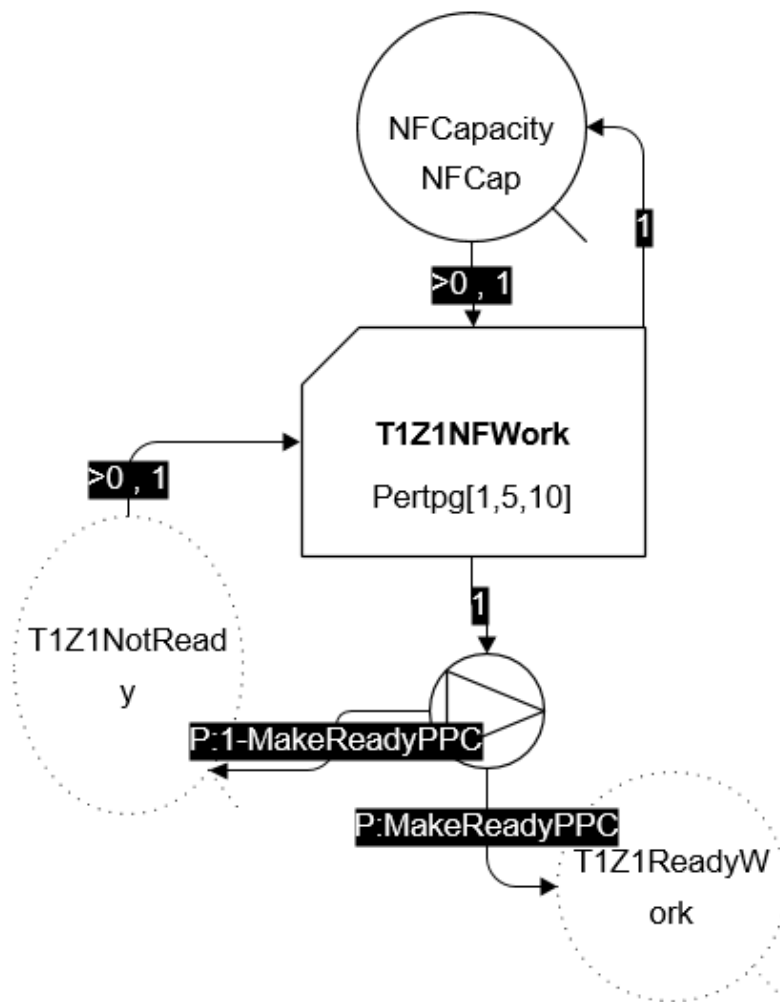 NFCapacity
NFCap
1
>0 , 1
T1Z1NFWork
Pertpg[1,5,10]
>0 , 1
1
T1Z1NotRead
y
P:1-MakeReadyPPC
P:MakeReadyPPC
T1Z1ReadyW
ork